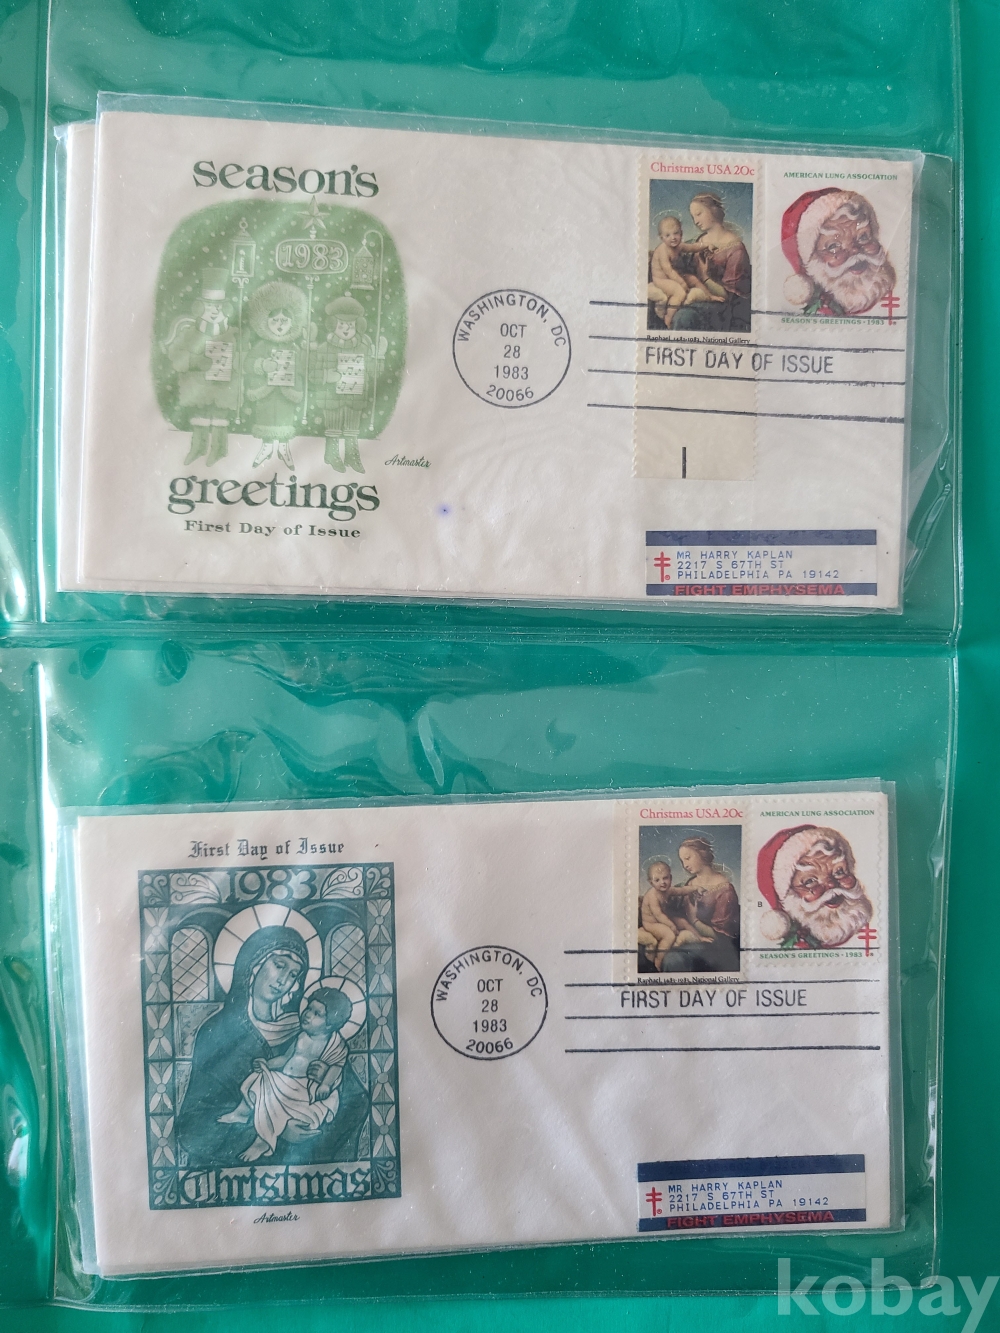 season's
1983
greetings
First Day of Issue
Artmaster
WASHINGTON, DC
OCT
28
1983
20066
Christmas USA 20c
Raphael, 1483-1983, National Gallery
AMERICAN LUNG ASSOCIATION
SEASON'S GREETINGS • 1983
FIRST DAY OF ISSUE
MR HARRY KAPLAN
2217 S 67TH ST
PHILADELPHIA PA 19142
FIGHT EMPHYSEMA
First Day of Issue
1983
Christmas
Artmaster
WASHINGTON, DC
OCT
28
1983
20066
Christmas USA 20c
Raphael, 1483-1983, National Gallery
AMERICAN LUNG ASSOCIATION
B
SEASON'S GREETINGS • 1983
FIRST DAY OF ISSUE
MR HARRY KAPLAN
2217 S 67TH ST
PHILADELPHIA PA 19142
FIGHT EMPHYSEMA
kobay